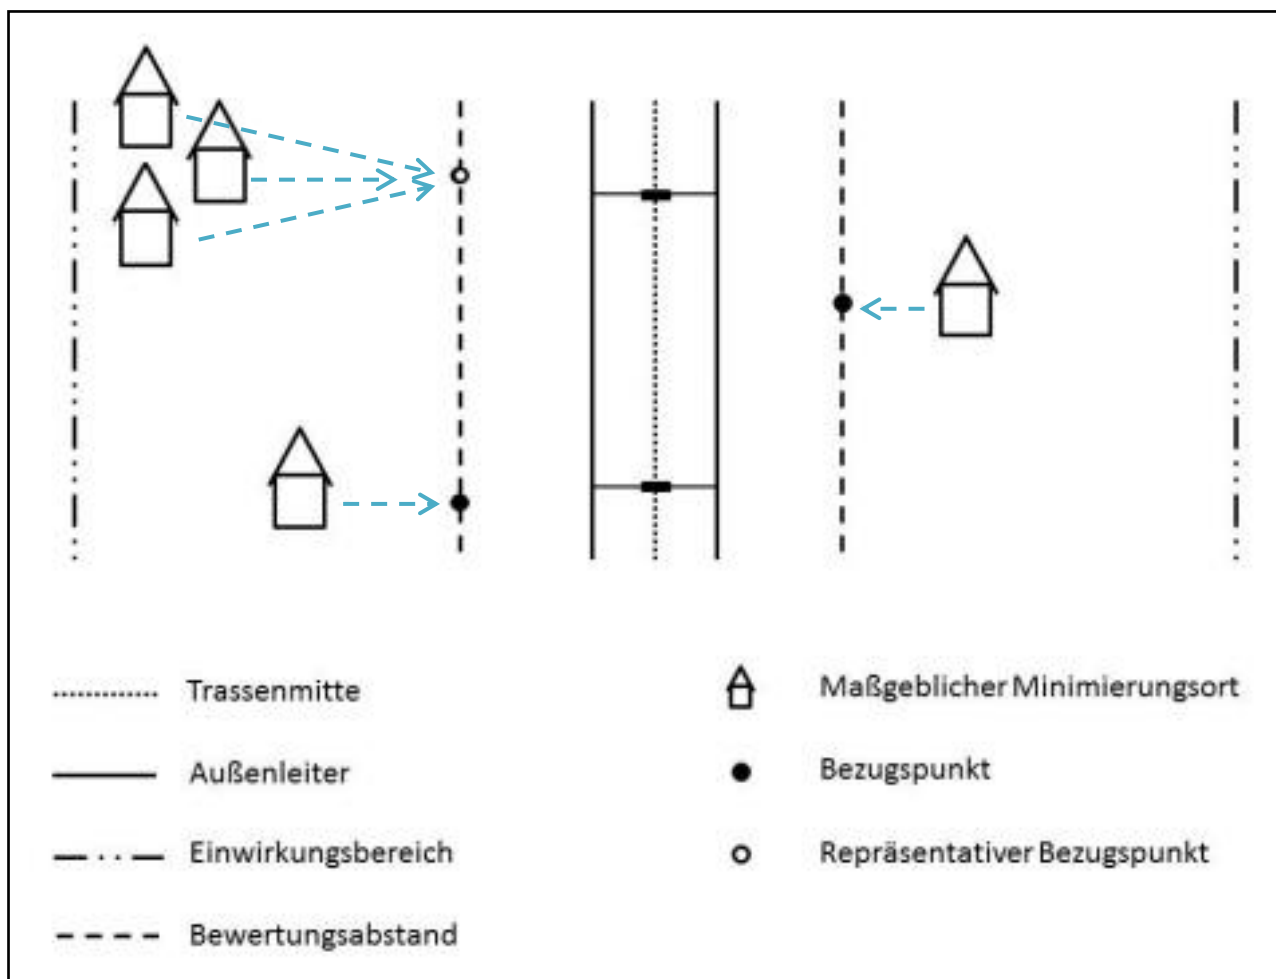 Trassenmitte
Außenleiter
Einwirkungsbereich
Bewertungsabstand
Maßgeblicher Minimierungsort
Bezugspunkt
Repräsentativer Bezugspunkt